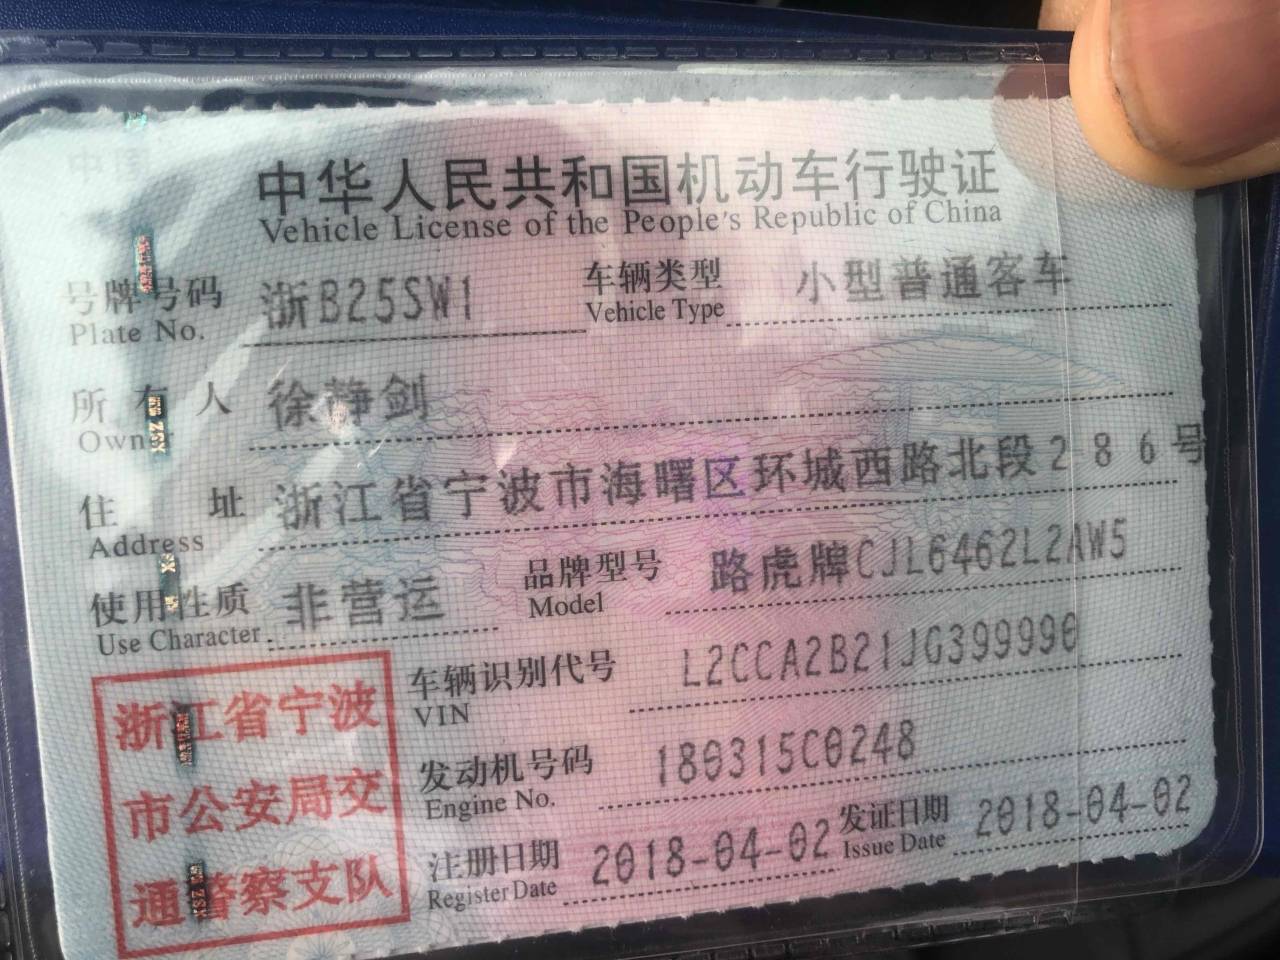 中华人民共和国机动车行驶证
Vehicle License of the People's Republic of China
号牌号码 浙B25SW1 车辆类型 小型普通客车
Plate No. Vehicle Type
所有人 徐静剑
Owner
住址 浙江省宁波市海曙区环城西路北段286号
Address
使用性质 非营运 品牌型号 路虎牌CJL6462L2AW5
Use Character Model
车辆识别代号 L2CCA2B21JG399990
VIN
发动机号码 180315C0248
Engine No.
注册日期 2018-04-02 发证日期 2018-04-02
Register Date Issue Date
浙江省宁波
市公安局交
通警察支队